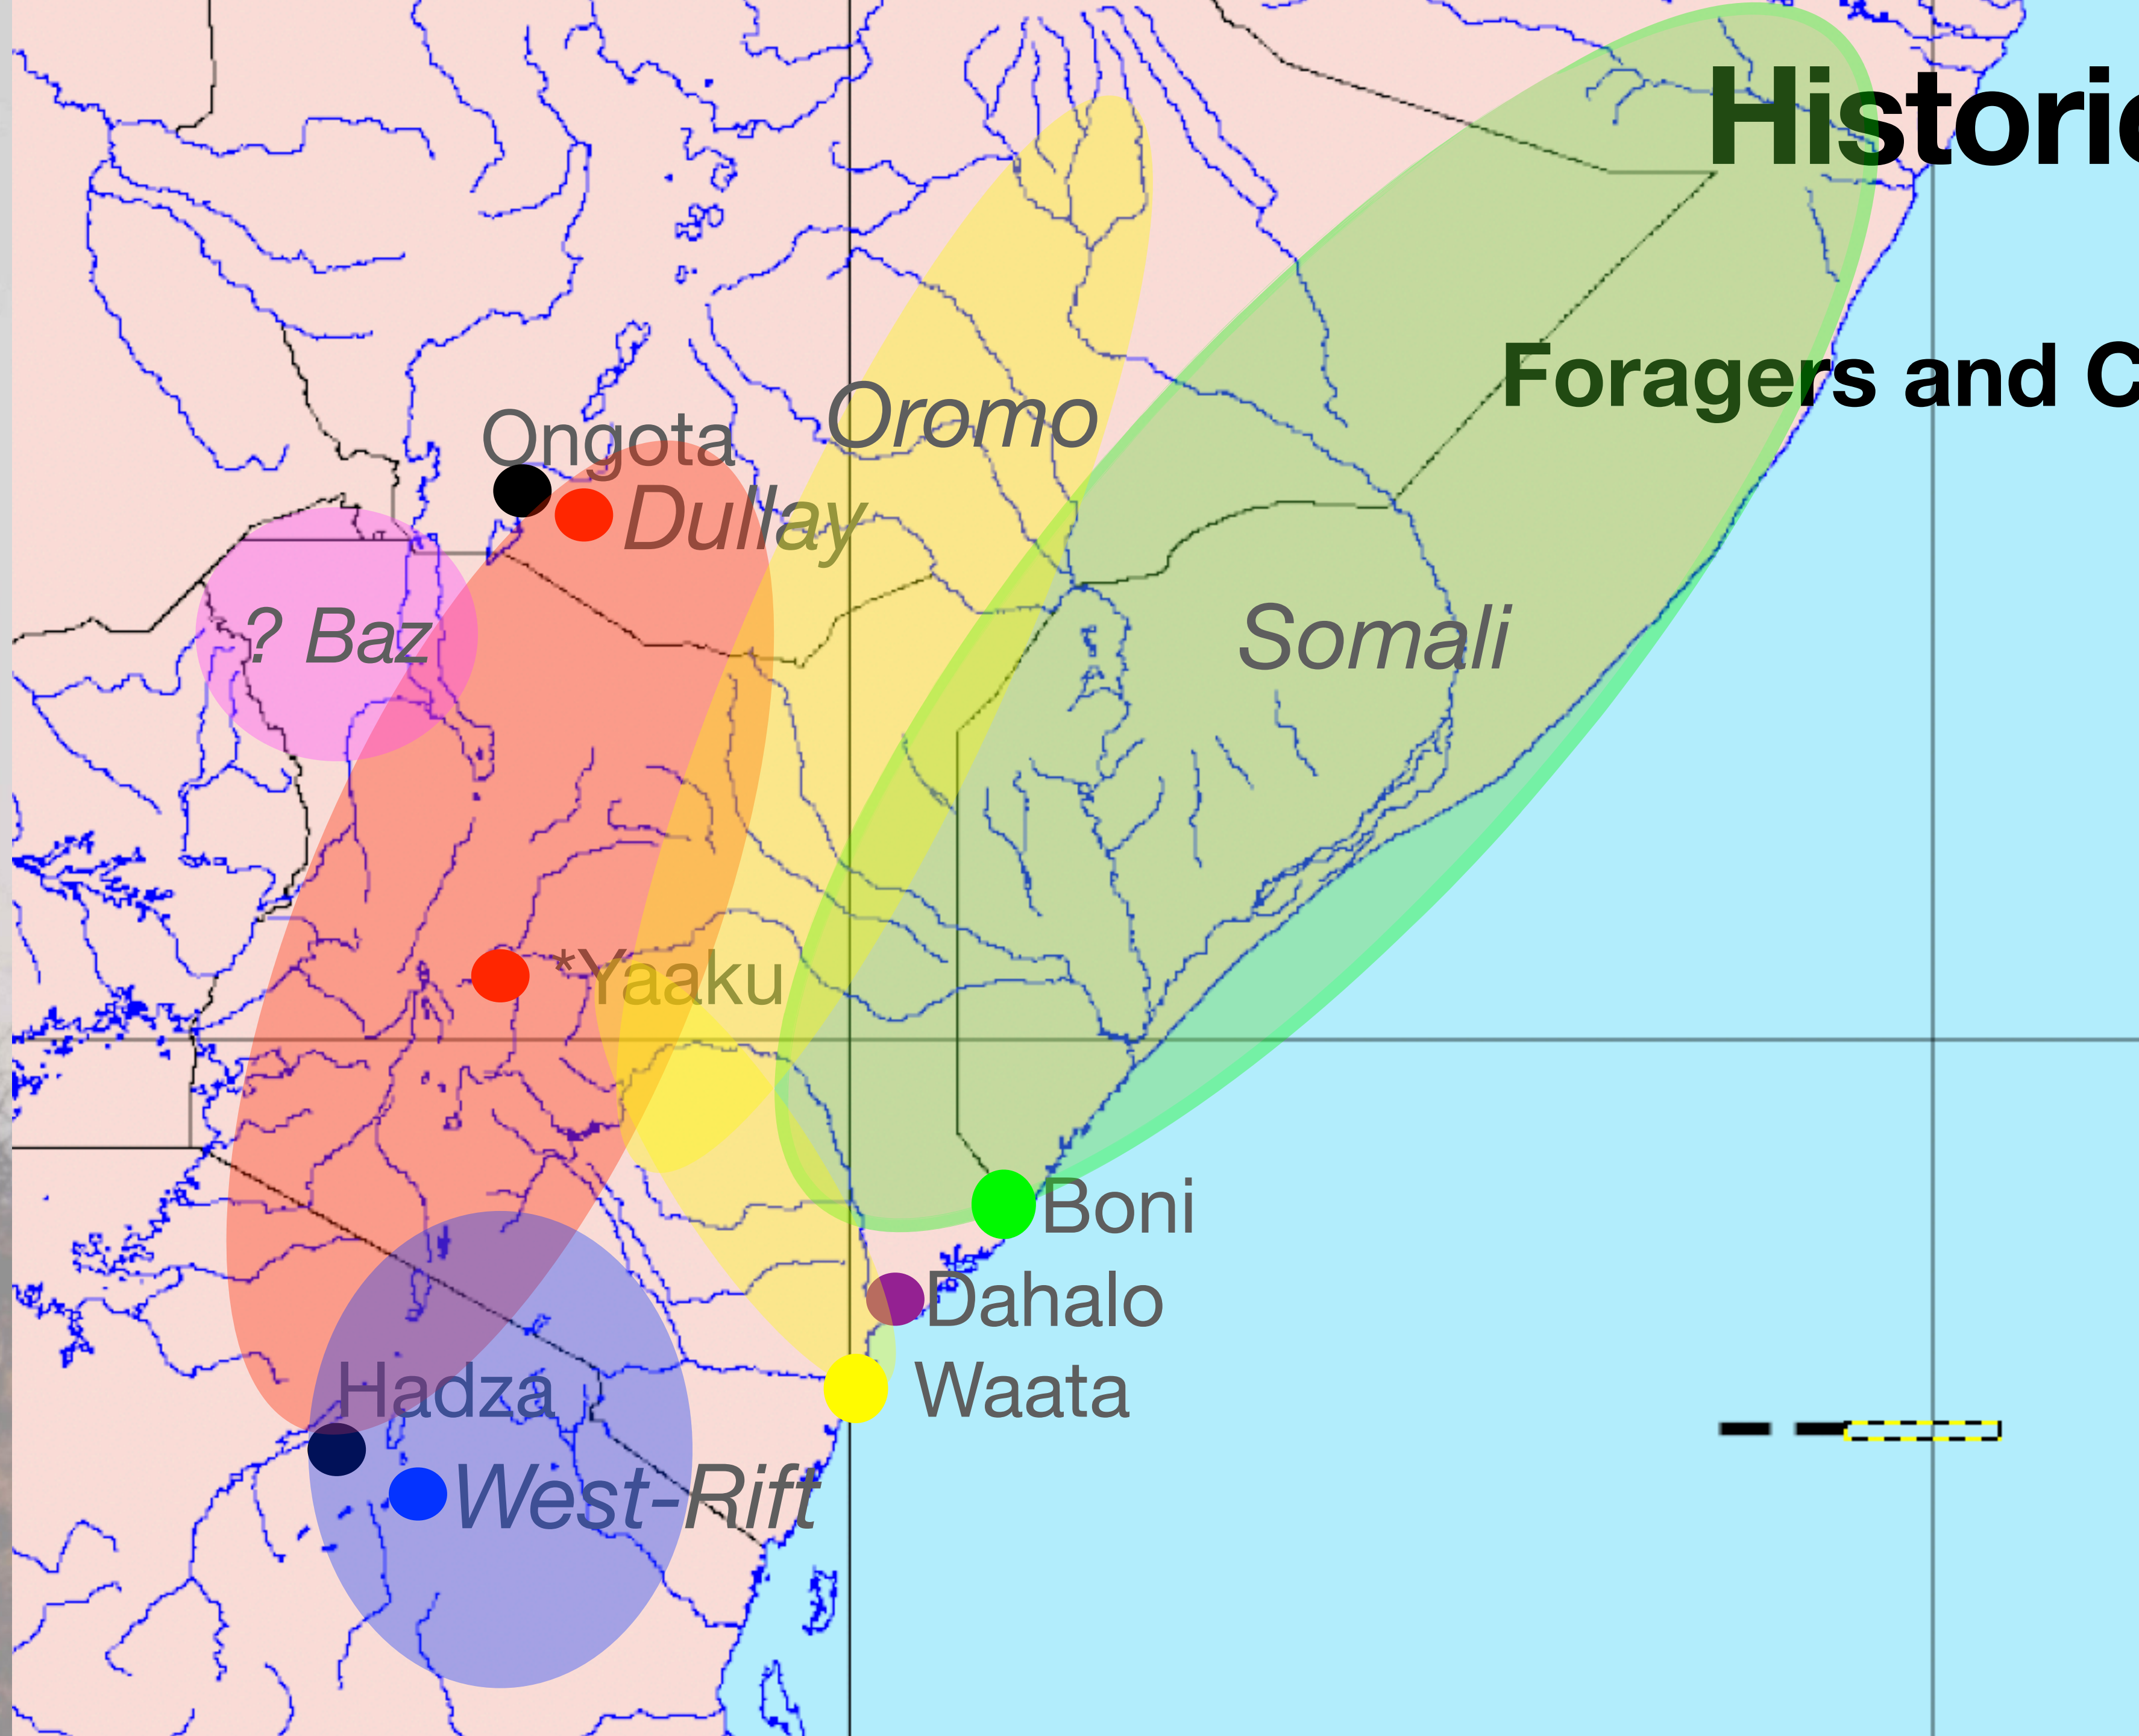 Historic
Foragers and C
Oromo
Ongota
Dullay
? Baz
Somali
*Yaaku
Boni
Dahalo
Hadza
Waata
West-Rift